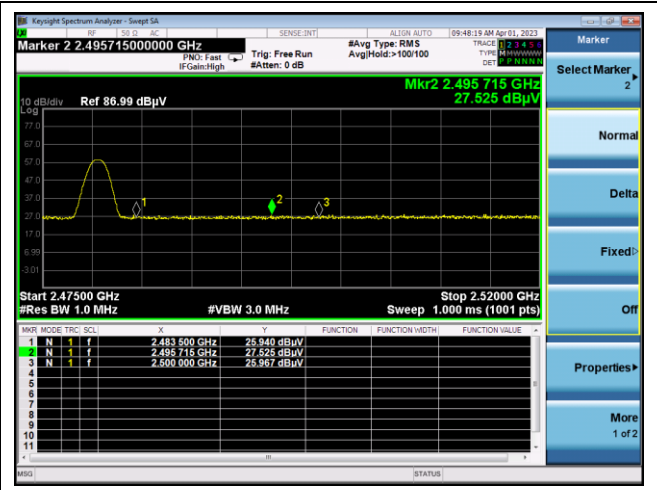 Keysight Spectrum Analyzer - Swept SA
RF 50 Ω AC SENSE:INT ALIGN AUTO 09:48:19 AM Apr 01, 2023
Marker 2 2.495715000000 GHz
PNO: Fast
IFGain:High
Trig: Free Run
#Atten: 0 dB
#Avg Type: RMS
Avg|Hold:>100/100
TRACE 1 2 3 4 5 6
TYPE MWWWWW
DET P P N N N N
Mkr2 2.495 715 GHz
27.525 dBµV
10 dB/div Ref 86.99 dBµV
Log
77.0
67.0
57.0
47.0
37.0
27.0
17.0
6.99
-3.01
1
2
3
Start 2.47500 GHz Stop 2.52000 GHz
#Res BW 1.0 MHz #VBW 3.0 MHz Sweep 1.000 ms (1001 pts)
MKR MODE TRC SCL X Y FUNCTION FUNCTION WIDTH FUNCTION VALUE
1 N 1 f 2.483 500 GHz 25.940 dBµV
2 N 1 f 2.495 715 GHz 27.525 dBµV
3 N 1 f 2.500 000 GHz 25.967 dBµV
4
5
6
7
8
9
10
11
MSG STATUS
Marker
Select Marker
2
Normal
Delta
Fixed
Off
Properties
More
1 of 2